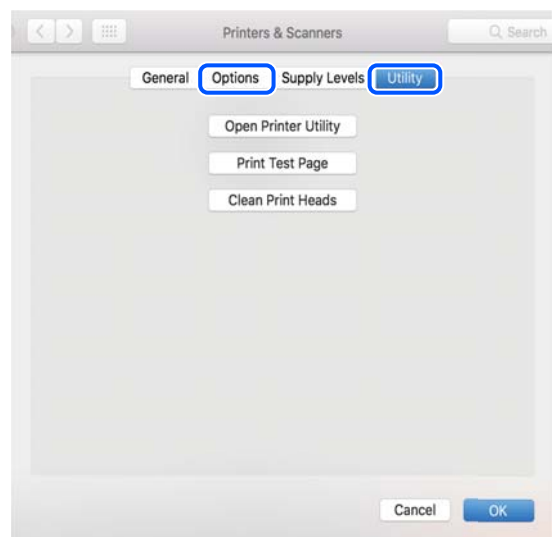 Printers & Scanners Search
General Options Supply Levels Utility
Open Printer Utility
Print Test Page
Clean Print Heads
Cancel OK